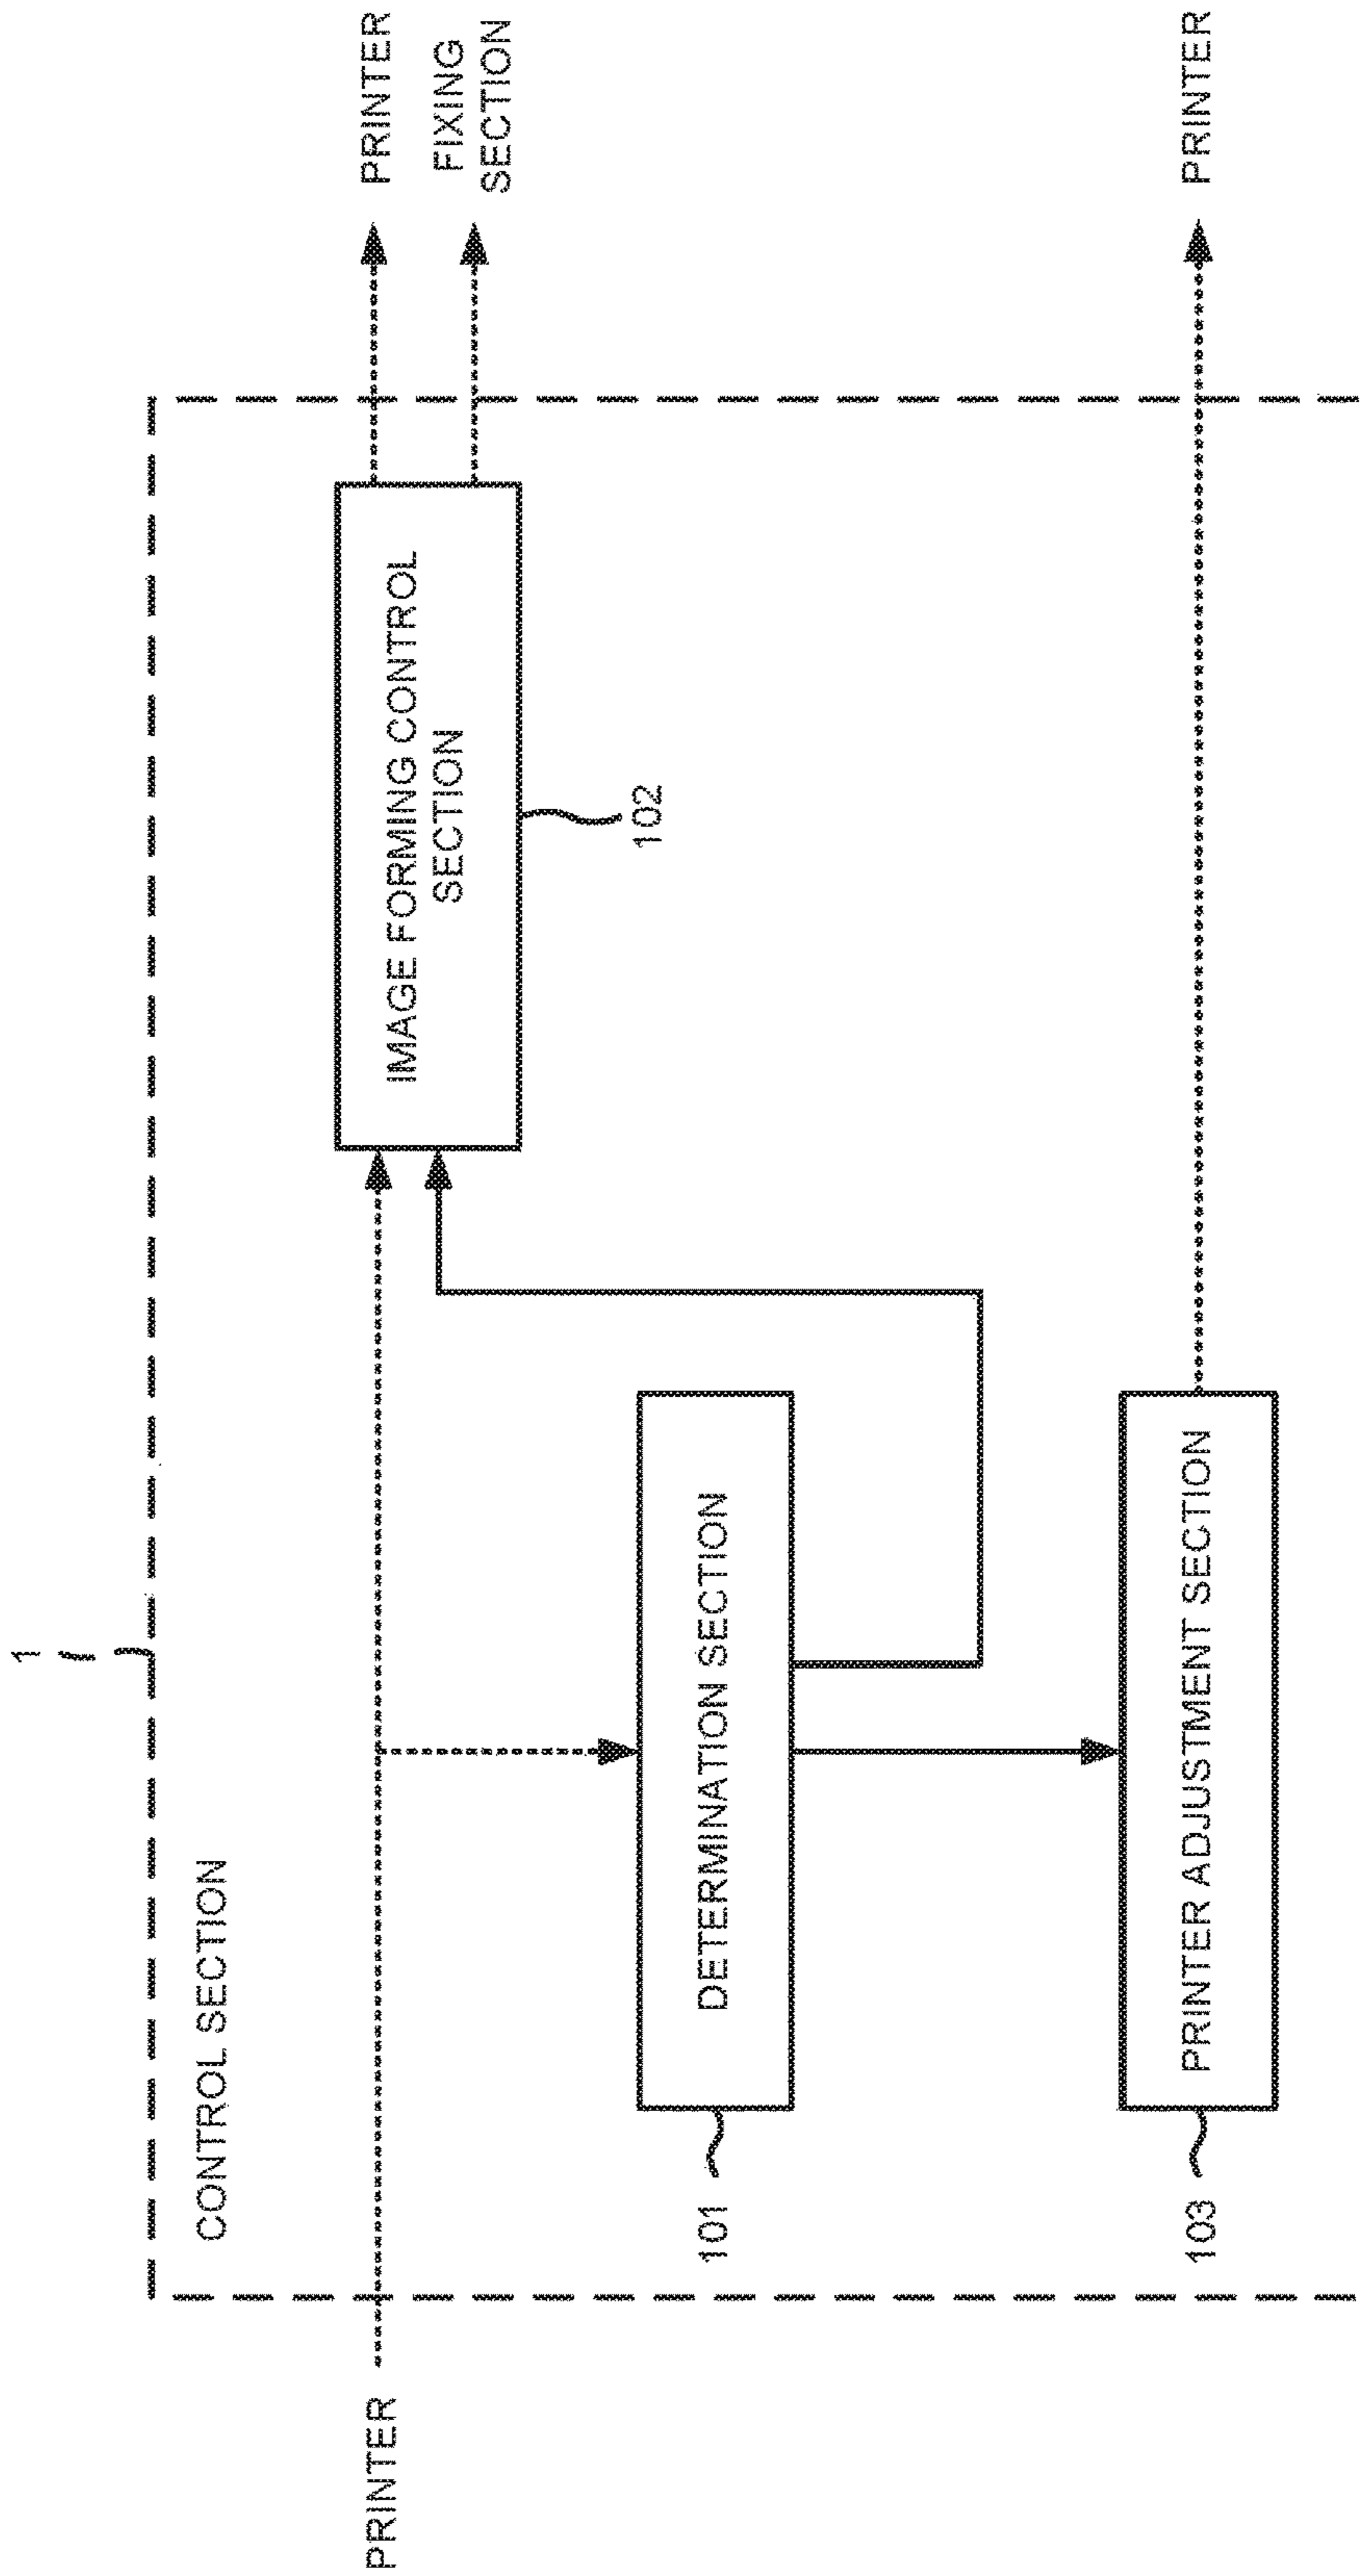 1
CONTROL SECTION
PRINTER
IMAGE FORMING CONTROL
SECTION
102
PRINTER
FIXING
SECTION
101
DETERMINATION SECTION
103
PRINTER ADJUSTMENT SECTION
PRINTER